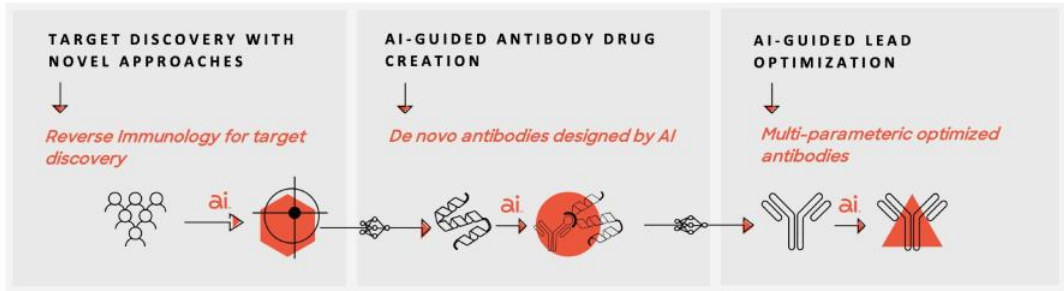 TARGET DISCOVERY WITH
NOVEL APPROACHES
Reverse Immunology for target
discovery
ai.
AI-GUIDED ANTIBODY DRUG
CREATION
De novo antibodies designed by AI
ai.
AI-GUIDED LEAD
OPTIMIZATION
Multi-parameteric optimized
antibodies
ai.